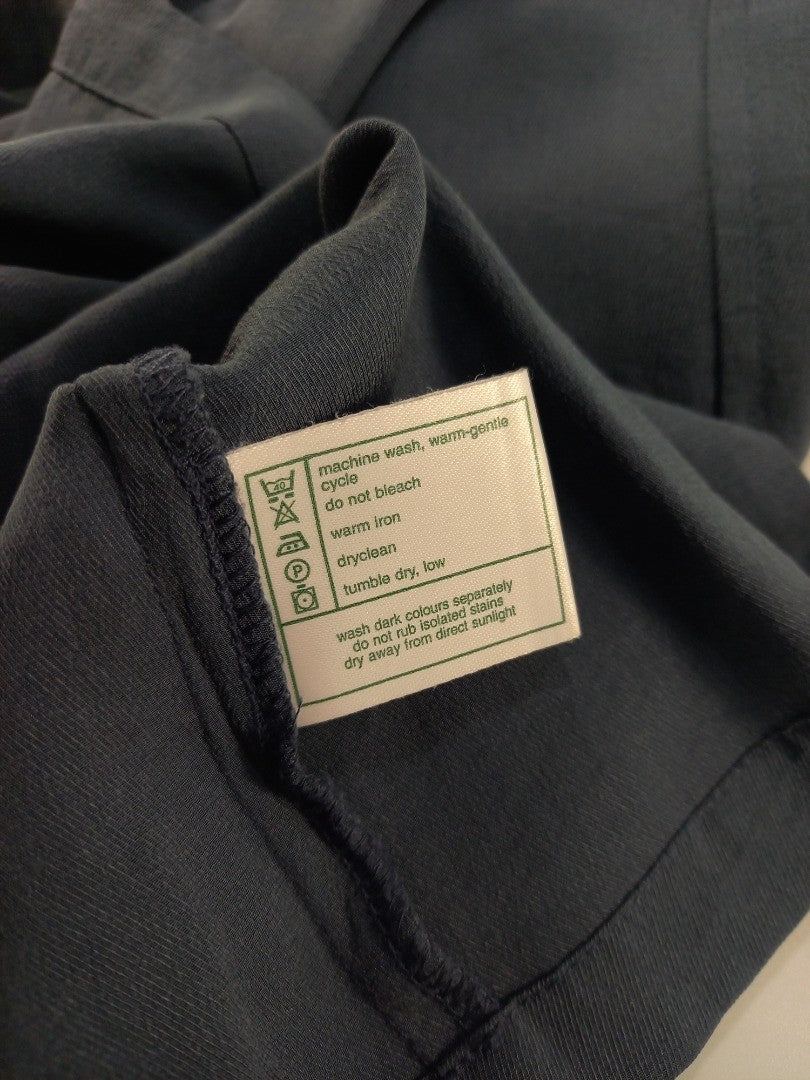 40
machine wash, warm-gentle
cycle
do not bleach
warm iron
P
dryclean
tumble dry, low
wash dark colours separately
do not rub isolated stains
dry away from direct sunlight